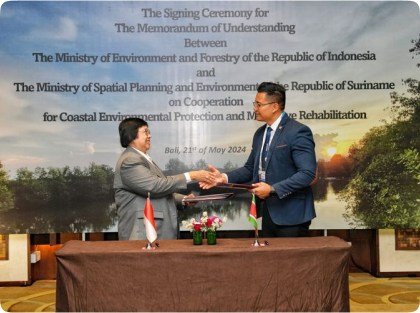 The Signing Ceremony for
The Memorandum of Understanding
Between
The Ministry of Environment and Forestry of the Republic of Indonesia
and
The Ministry of Spatial Planning and Environment the Republic of Suriname
on Cooperation
for Coastal Environmental Protection and Ma Rehabilitation
Bali, 21st of May 2024